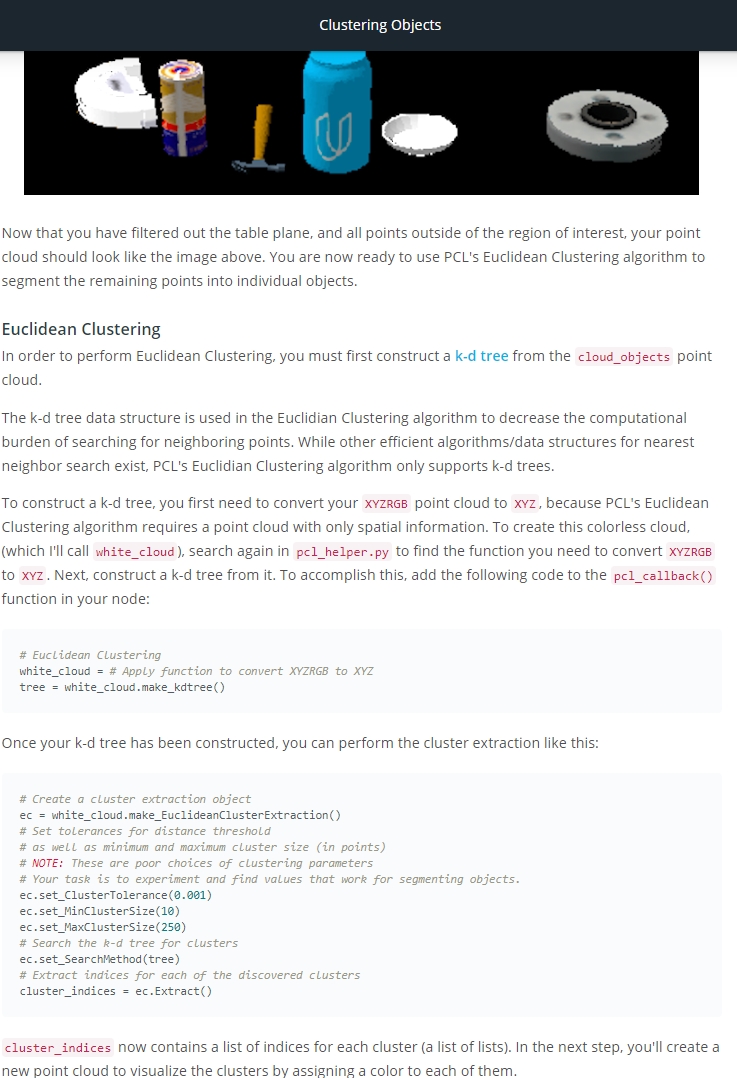 Clustering Objects
Now that you have filtered out the table plane, and all points outside of the region of interest, your point
cloud should look like the image above. You are now ready to use PCL's Euclidean Clustering algorithm to
segment the remaining points into individual objects.
Euclidean Clustering
In order to perform Euclidean Clustering, you must first construct a k-d tree from the cloud_objects point
cloud.
The k-d tree data structure is used in the Euclidian Clustering algorithm to decrease the computational
burden of searching for neighboring points. While other efficient algorithms/data structures for nearest
neighbor search exist, PCL's Euclidian Clustering algorithm only supports k-d trees.
To construct a k-d tree, you first need to convert your XYZRGB point cloud to XYZ, because PCL's Euclidean
Clustering algorithm requires a point cloud with only spatial information. To create this colorless cloud,
(which I'll call white_cloud), search again in pcl_helper.py to find the function you need to convert XYZRGB
to XYZ. Next, construct a k-d tree from it. To accomplish this, add the following code to the pcl_callback()
function in your node:
# Euclidean Clustering
white_cloud = # Apply function to convert XYZRGB to XYZ
tree = white_cloud.make_kdtree()
Once your k-d tree has been constructed, you can perform the cluster extraction like this:
# Create a cluster extraction object
ec = white_cloud.make_EuclideanClusterExtraction()
# Set tolerances for distance threshold
# as well as minimum and maximum cluster size (in points)
# NOTE: These are poor choices of clustering parameters
# Your task is to experiment and find values that work for segmenting objects.
ec.set_ClusterTolerance(0.001)
ec.set_MinClusterSize(10)
ec.set_MaxClusterSize(250)
# Search the k-d tree for clusters
ec.set_SearchMethod(tree)
# Extract indices for each of the discovered clusters
cluster_indices = ec.Extract()
cluster_indices now contains a list of indices for each cluster (a list of lists). In the next step, you'll create a
new point cloud to visualize the clusters by assigning a color to each of them.